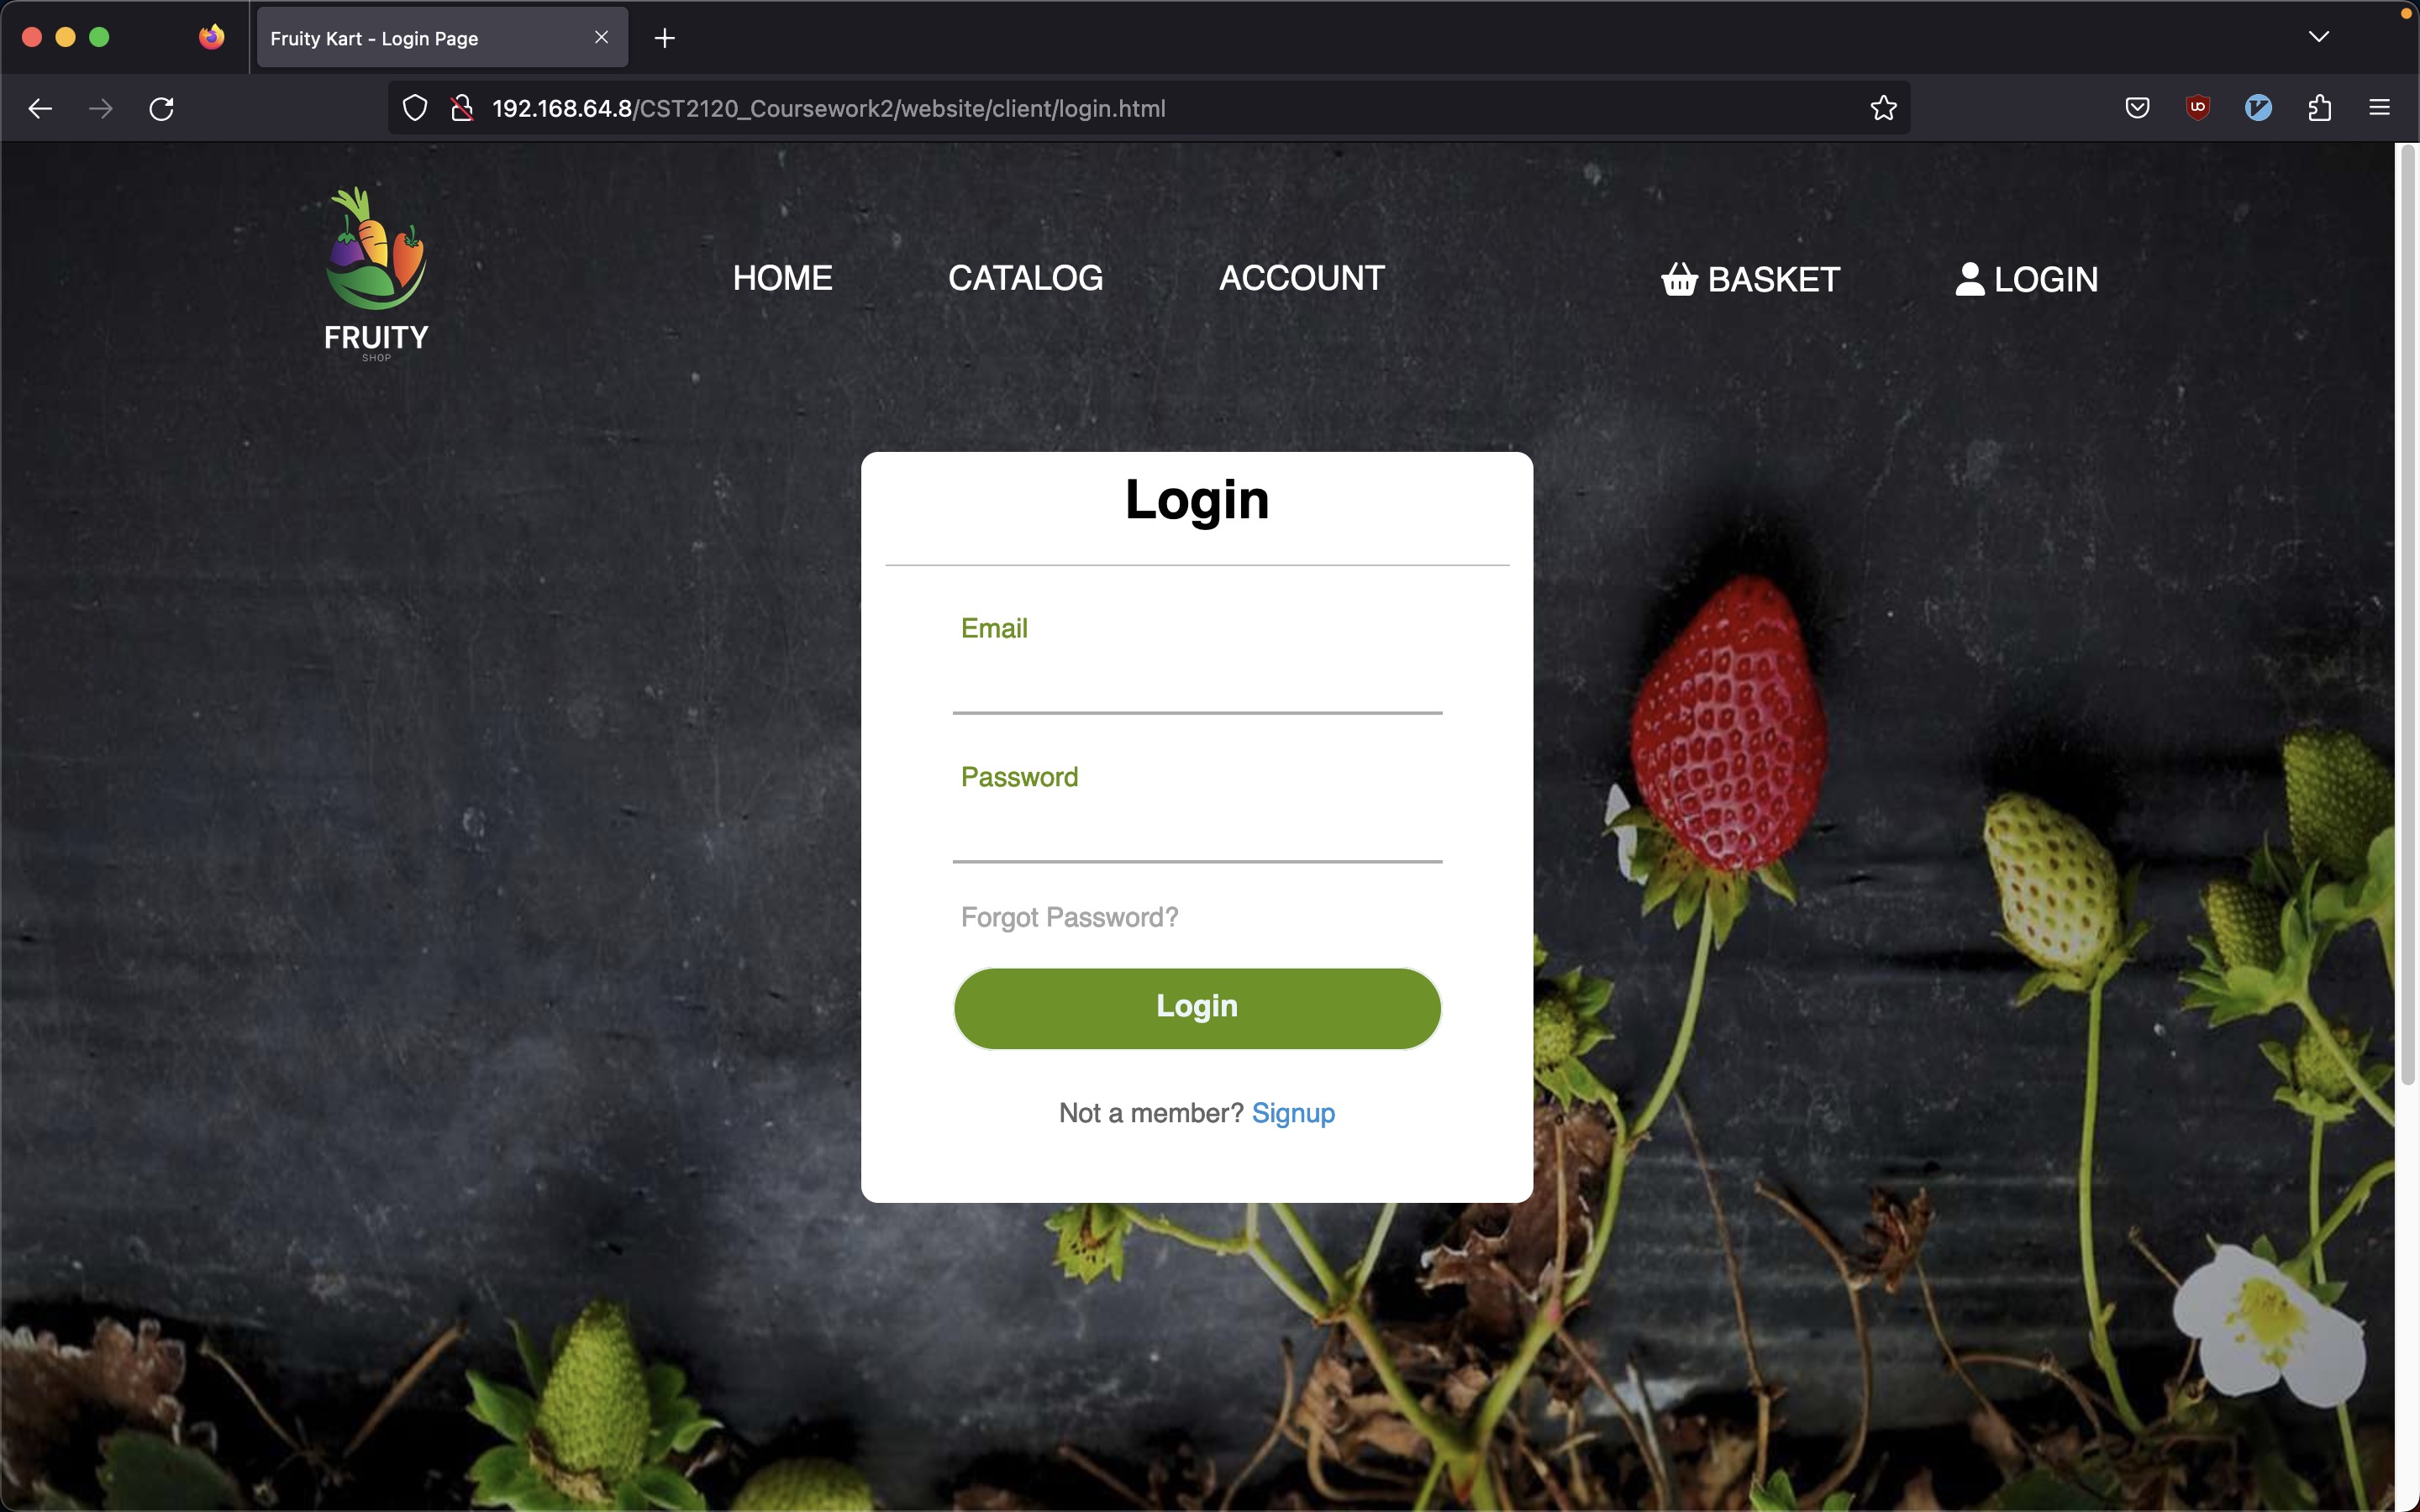 Fruity Kart - Login Page
192.168.64.8/CST2120_Coursework2/website/client/login.html
FRUITY
SHOP
HOME CATALOG ACCOUNT BASKET LOGIN
Login
Email
Password
Forgot Password?
Login
Not a member? Signup